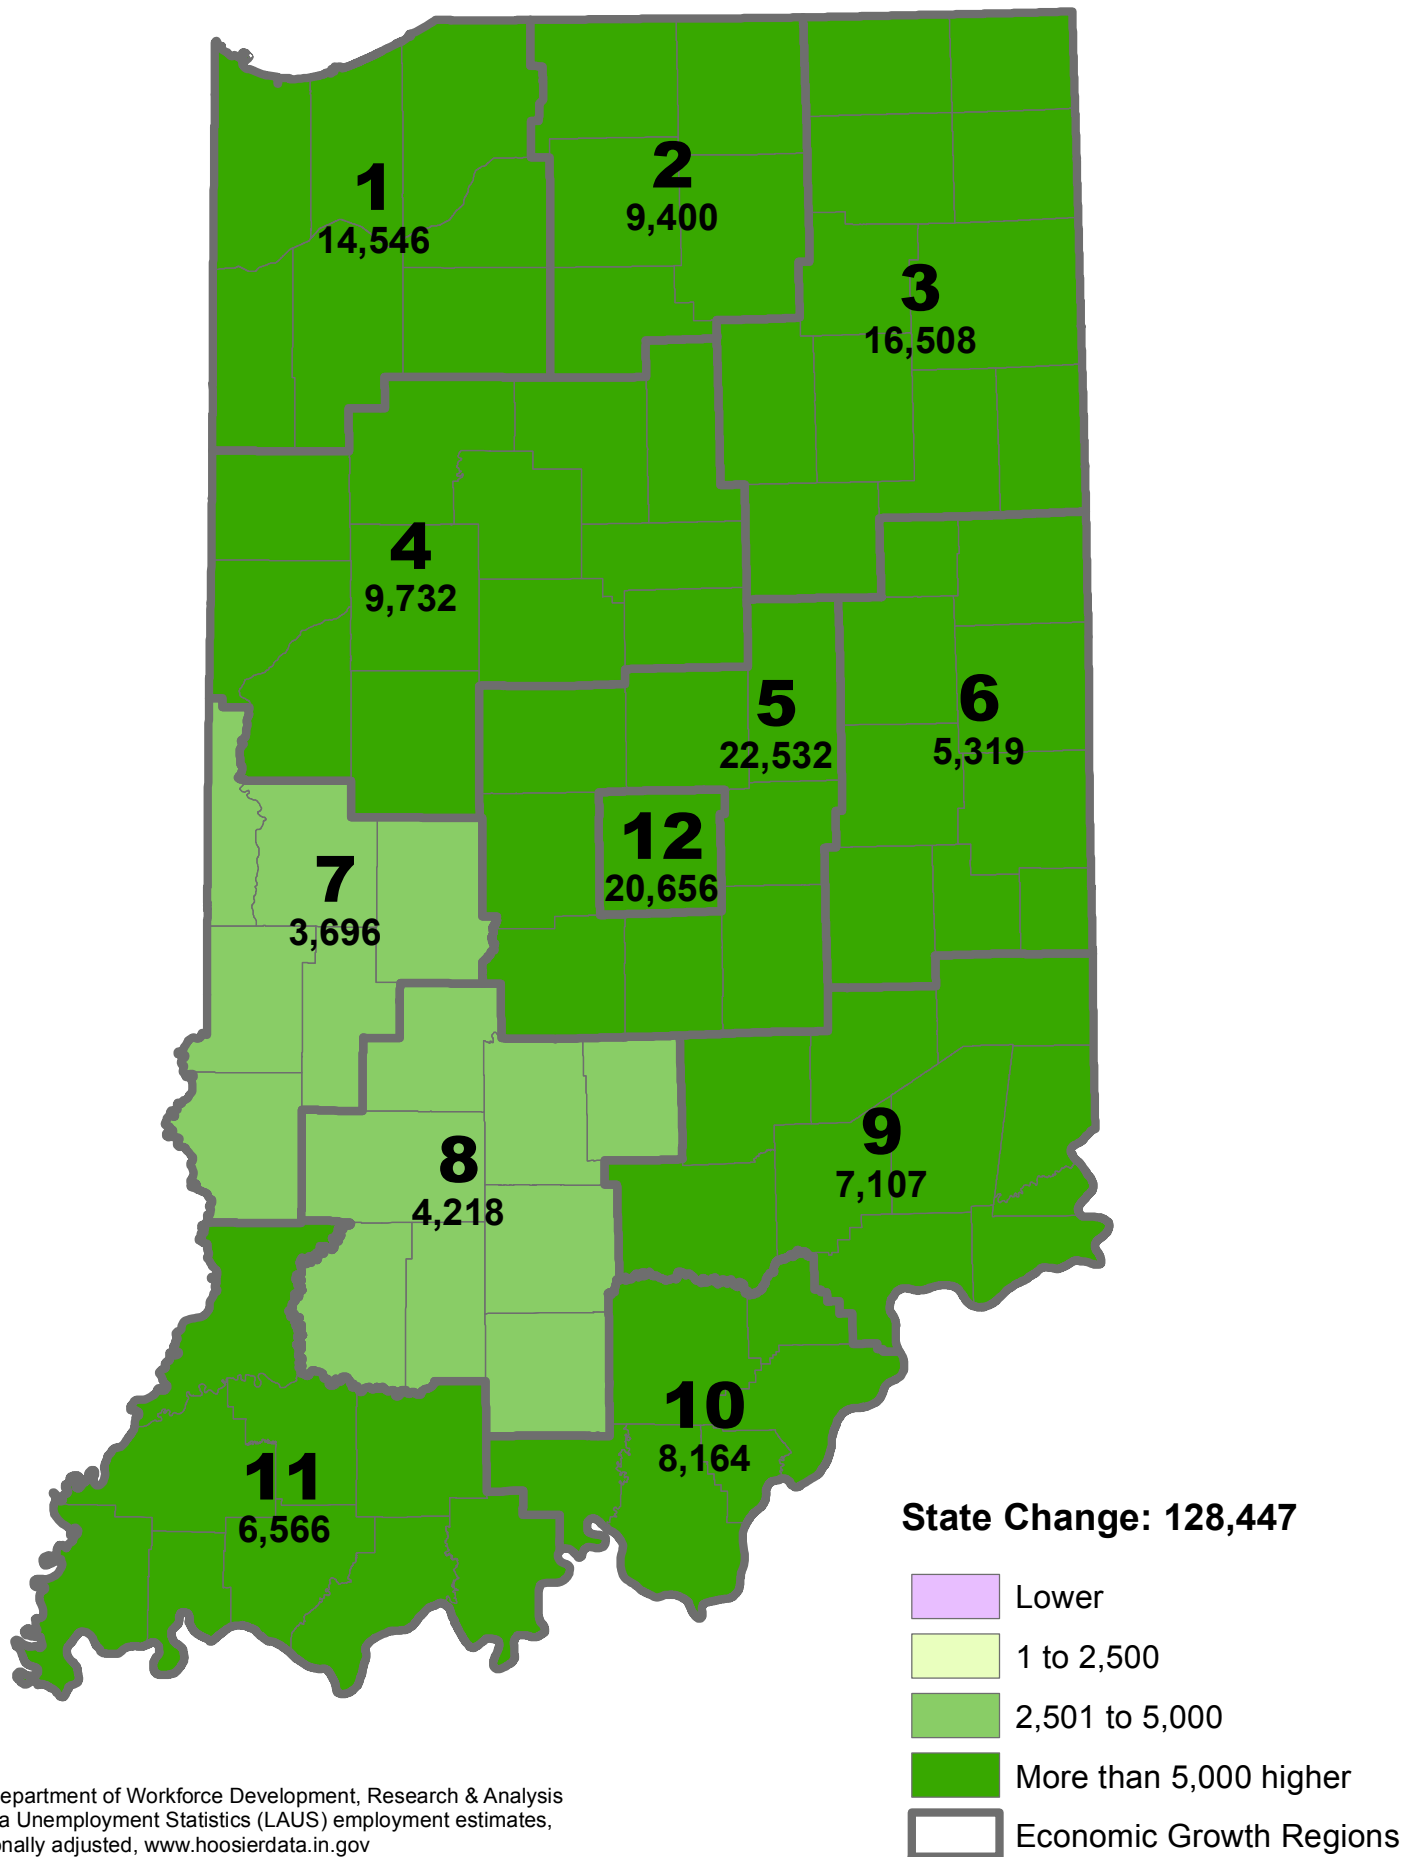 1
14,546
2
9,400
3
16,508
4
9,732
5
22,532
6
5,319
12
20,656
7
3,696
8
4,218
9
7,107
10
8,164
11
6,566
State Change: 128,447
Lower
1 to 2,500
2,501 to 5,000
More than 5,000 higher
Economic Growth Regions
epartment of Workforce Development, Research & Analysis
a Unemployment Statistics (LAUS) employment estimates,
onally adjusted, www.hoosierdata.in.gov